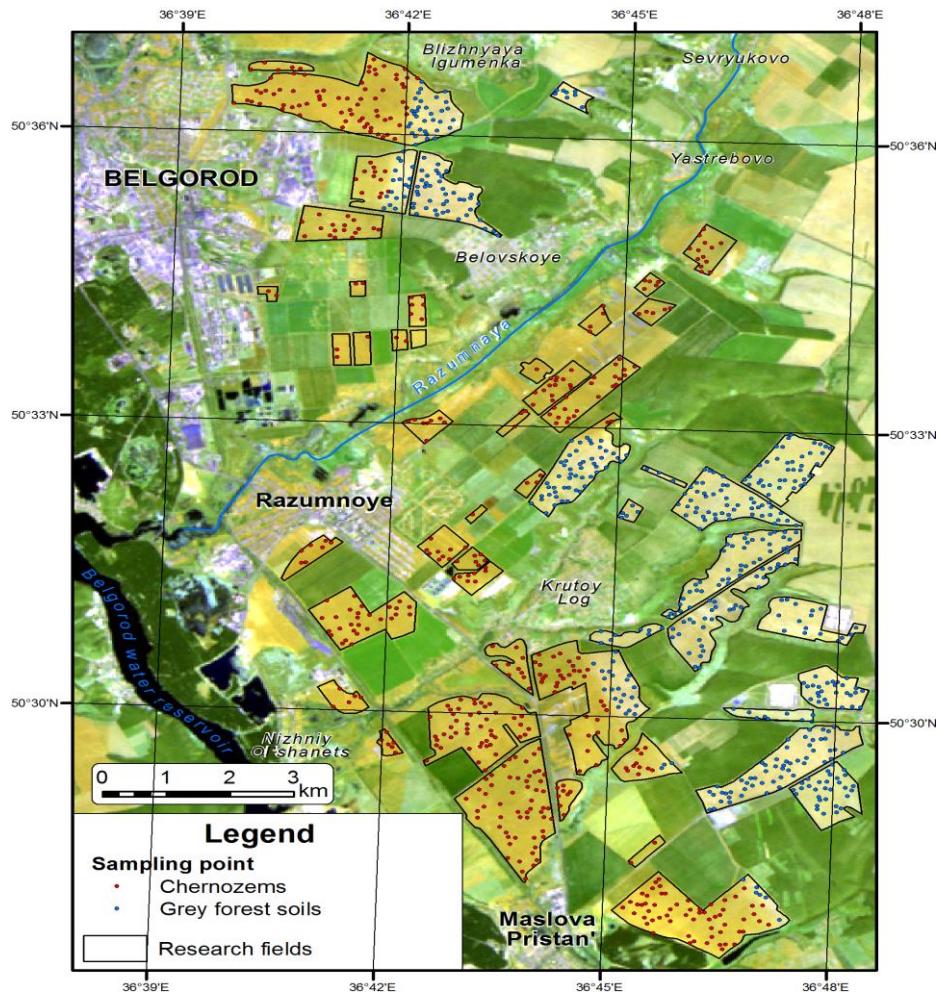 36°39'E 36°42'E 36°45'E 36°48'E
Blizhnyaya
Igumenka
Sevryukovo
50°36'N
50°36'N
Yastrebovo
BELGOROD
Belovskoye
Razumnaya
50°33'N
50°33'N
Razumnoye
Krutoy
Log
Belgorod water reservoir
50°30'N
50°30'N
Nizhniy
Ol'shanets
0 1 2 3
km
Legend
Sampling point
Chernozems
Grey forest soils
Research fields
Maslova
Pristan'
36°39'E 36°42'E 36°45'E 36°48'E